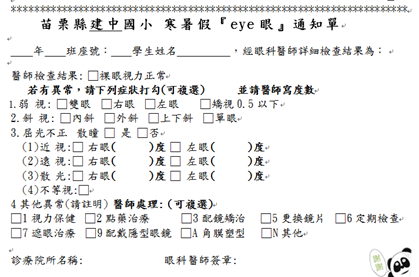 苗栗縣建中國小 寒暑假『eye眼』通知單
____年____班座號：____學生姓名__________，經眼科醫師詳細檢查結果為：
醫師檢查結果：□裸眼視力正常
若有異常，請下列症狀打勾(可複選) 並請醫師寫度數
1.弱 視：□雙眼 □右眼 □左眼 □矯視0.5以下
2.斜 視：□內斜 □外斜 □上下斜 □單眼
3.屈光不正 散瞳□是 □否
(1)近 視：□右眼( )度 □左眼( )度
(2)遠 視：□右眼( )度 □左眼( )度
(3)散 光：□右眼( )度 □左眼( )度
(4)不等視：□
4其他異常(請註明) 醫師處理：(可複選)
□1視力保健 □2點藥治療 □3配鏡矯治 □5更換鏡片 □6定期檢查
□7遮眼治療 □9配戴隱型眼鏡 □A角膜塑型 □N其他
診療院所名稱： 眼科醫師簽章：
謝謝